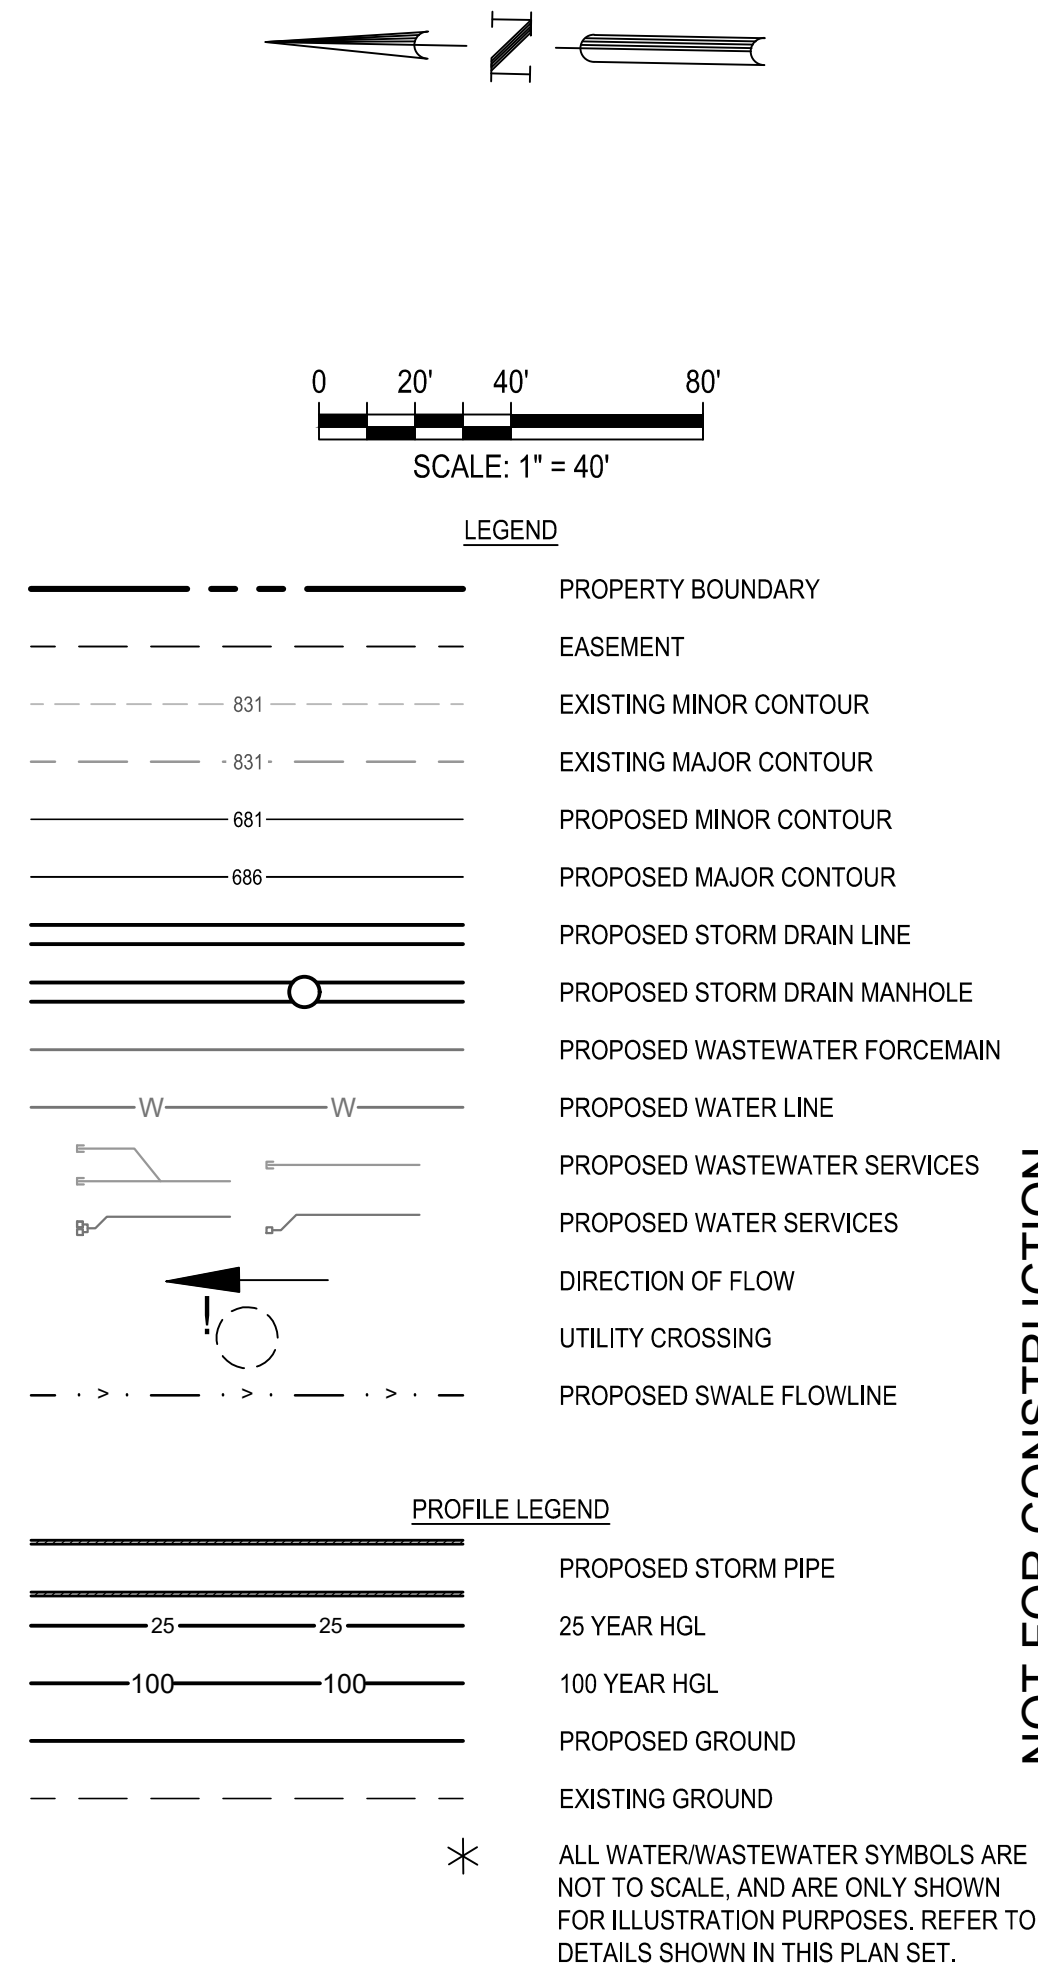 N
0 20' 40' 80'
SCALE: 1" = 40'
LEGEND
PROPERTY BOUNDARY
EASEMENT
831 EXISTING MINOR CONTOUR
831 EXISTING MAJOR CONTOUR
681 PROPOSED MINOR CONTOUR
686 PROPOSED MAJOR CONTOUR
PROPOSED STORM DRAIN LINE
PROPOSED STORM DRAIN MANHOLE
PROPOSED WASTEWATER FORCEMAIN
W W PROPOSED WATER LINE
PROPOSED WASTEWATER SERVICES
PROPOSED WATER SERVICES
DIRECTION OF FLOW
! UTILITY CROSSING
> > > PROPOSED SWALE FLOWLINE
PROFILE LEGEND
PROPOSED STORM PIPE
25 25 25 YEAR HGL
100 100 100 YEAR HGL
PROPOSED GROUND
EXISTING GROUND
* ALL WATER/WASTEWATER SYMBOLS ARE
NOT TO SCALE, AND ARE ONLY SHOWN
FOR ILLUSTRATION PURPOSES. REFER TO
DETAILS SHOWN IN THIS PLAN SET.
NOT FOR CONSTRUCTION